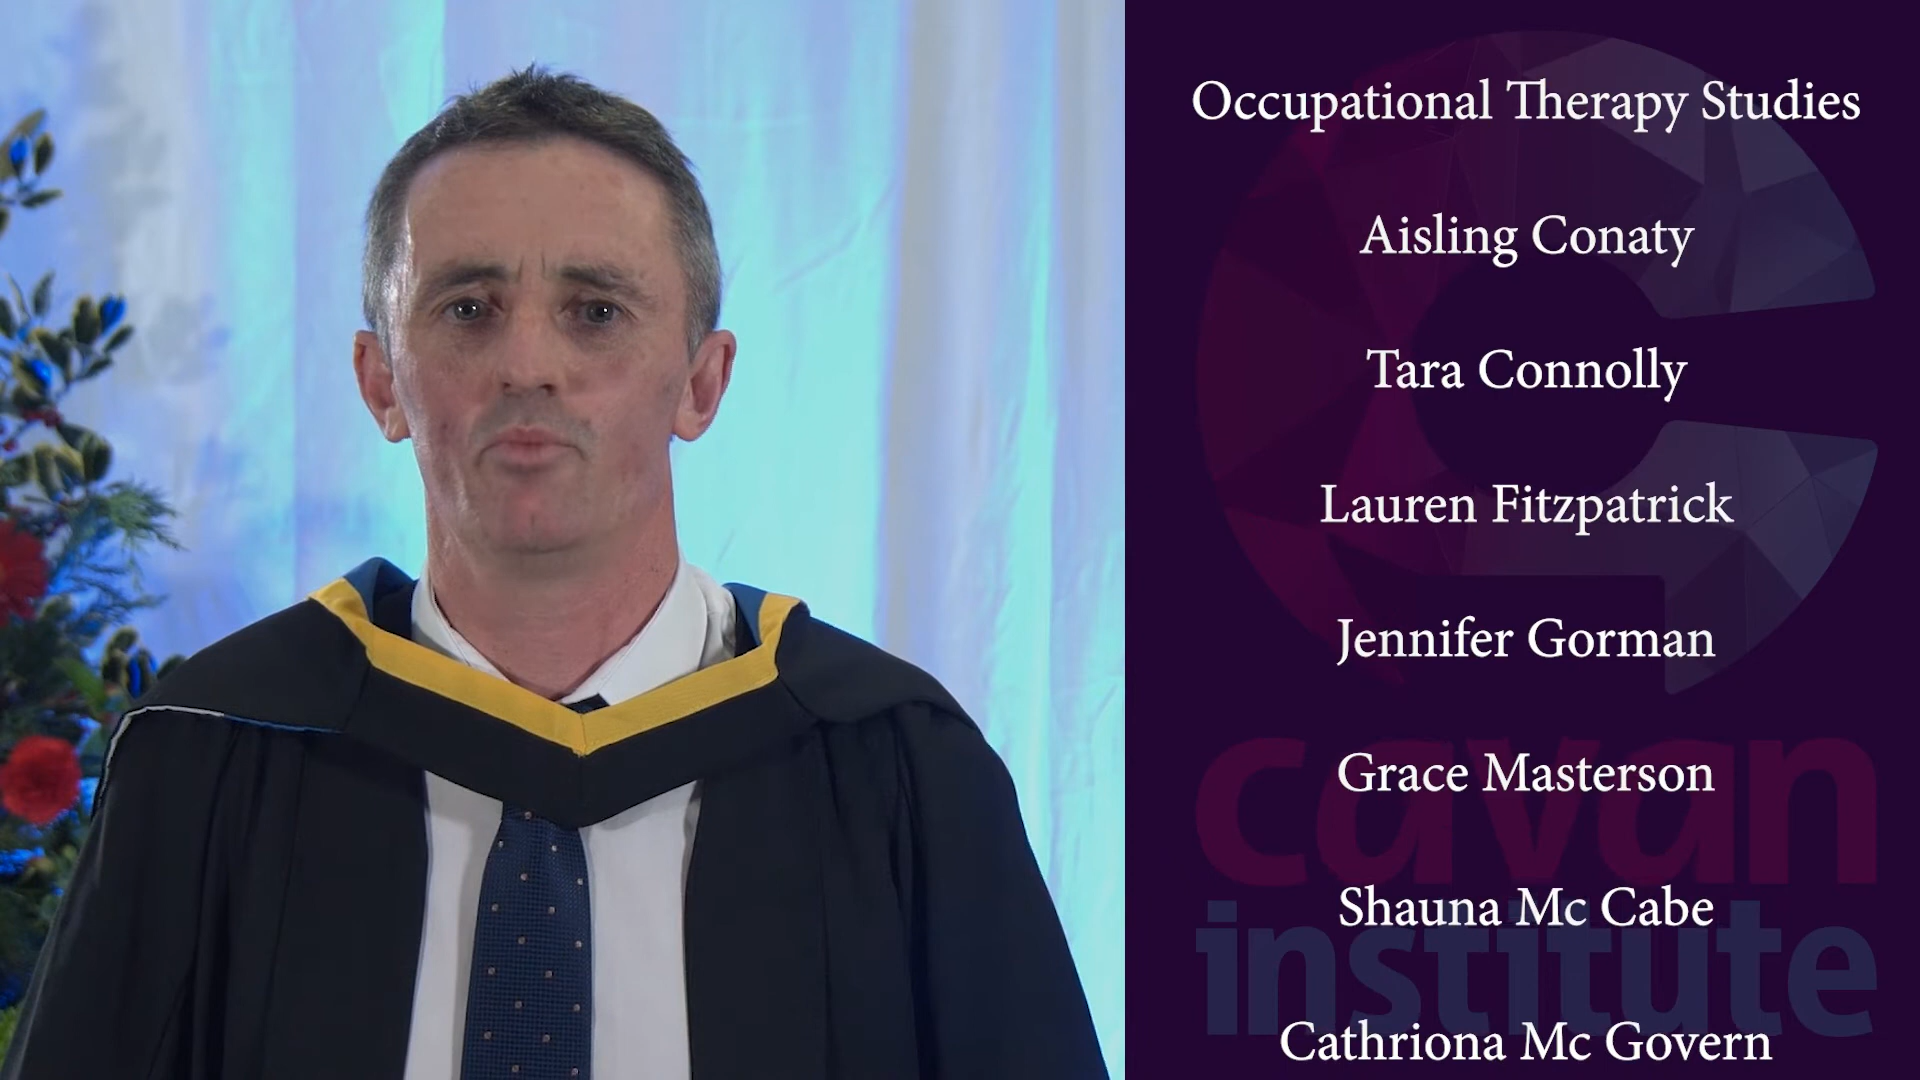 Occupational Therapy Studies
Aisling Conaty
Tara Connolly
Lauren Fitzpatrick
Jennifer Gorman
Grace Masterson
Shauna Mc Cabe
Cathriona Mc Govern
cavan
institute